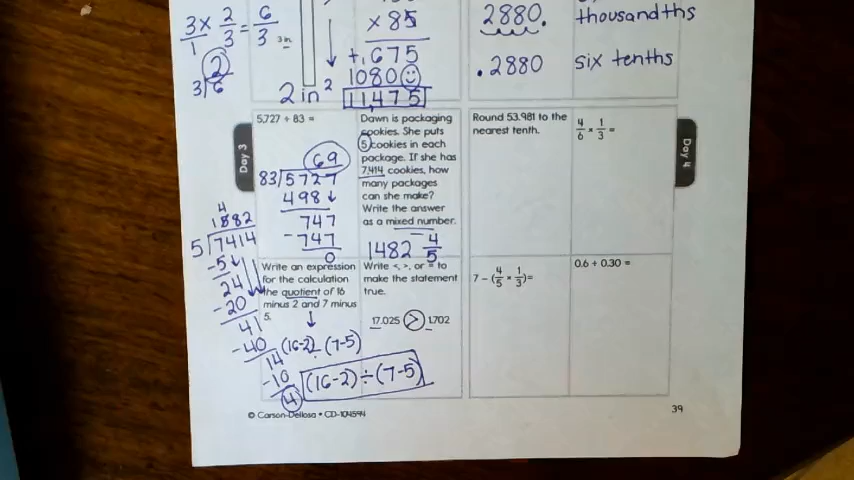 3 × 2 = 6
1 3 3
3 in
2
3 6
2 in²
× 85
+ 675
1080
11,475
2880.
.2880
thousandths
six tenths
Day 3
5,727 ÷ 83 =
69
83 5727
498
747
- 747
0
Dawn is packaging
cookies. She puts
5 cookies in each
package. If she has
7,414 cookies, how
many packages
can she make?
Write the answer
as a mixed number.
1482 4/5
5 7414
-5
24
-20
41
-40
14
-10
4
Write an expression
for the calculation
the quotient of 16
minus 2 and 7 minus
5.
(16-2) ÷ (7-5)
(16-2) ÷ (7-5)
Write <, >, or = to
make the statement
true.
17.025 > 1.702
Round 53.981 to the
nearest tenth.
4/6 × 1/3 =
Day 4
7 – (4/5 × 1/3) =
0.6 + 0.30 =
© Carson-Dellosa • CD-104594
39